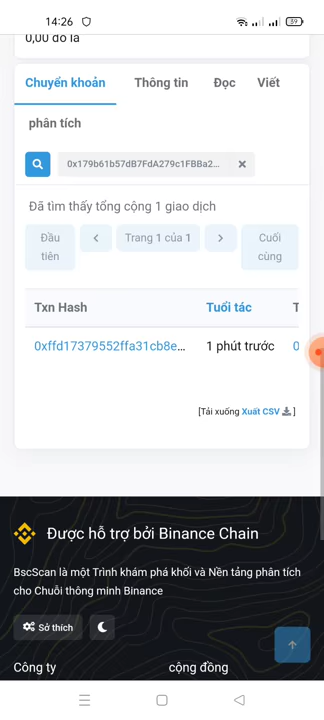 14:26
39
0,00 đô la
Chuyển khoản Thông tin Đọc Viết
phân tích
0x179b61b57dB7FdA279c1FBBa2...
Đã tìm thấy tổng cộng 1 giao dịch
Đầu tiên
Trang 1 của 1
Cuối cùng
Txn Hash Tuổi tác T
0xffd17379552ffa31cb8e... 1 phút trước 0
[Tải xuống Xuất CSV ]
Được hỗ trợ bởi Binance Chain
BscScan là một Trình khám phá khối và Nền tảng phân tích
cho Chuỗi thông minh Binance
Sở thích
Công ty cộng đồng